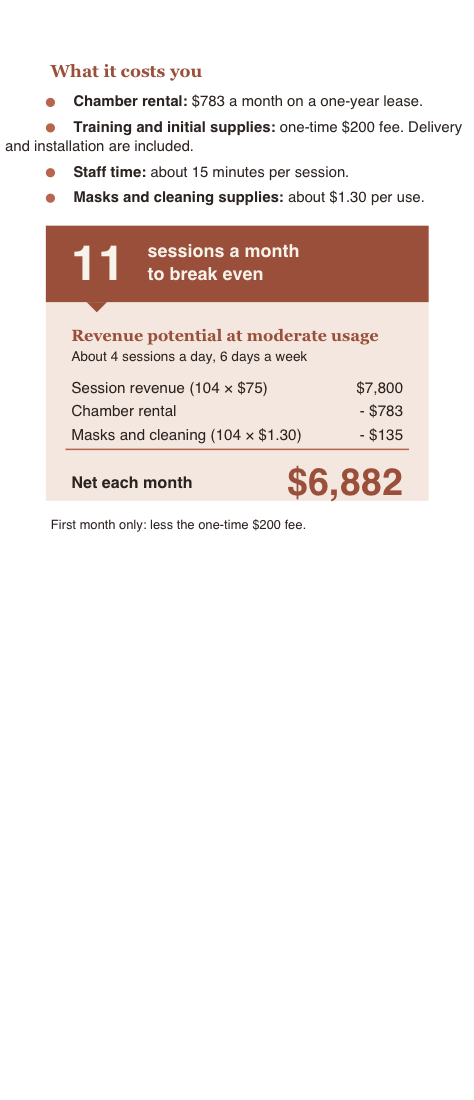 What it costs you
Chamber rental: $783 a month on a one-year lease.
Training and initial supplies: one-time $200 fee. Delivery
and installation are included.
Staff time: about 15 minutes per session.
Masks and cleaning supplies: about $1.30 per use.
11 sessions a month
to break even
Revenue potential at moderate usage
About 4 sessions a day, 6 days a week
Session revenue (104 × $75) $7,800
Chamber rental - $783
Masks and cleaning (104 × $1.30) - $135
Net each month $6,882
First month only: less the one-time $200 fee.